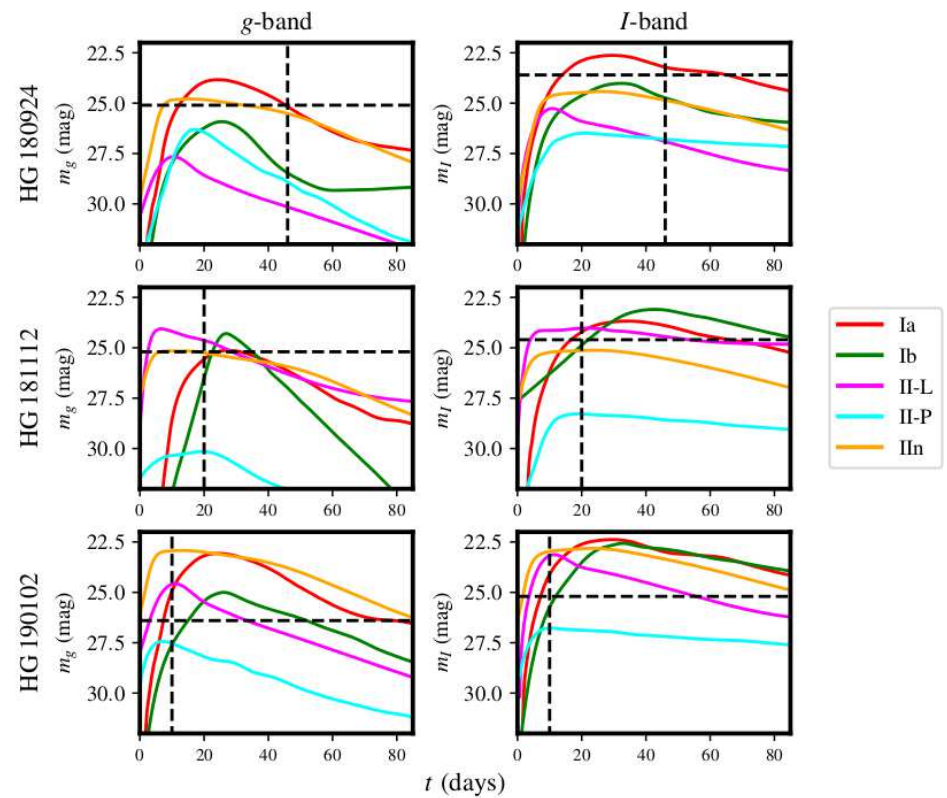 g-band
I-band
HG 180924
m_g (mag)
22.5
25.0
27.5
30.0
0 20 40 60 80
m_I (mag)
22.5
25.0
27.5
30.0
0 20 40 60 80
HG 181112
m_g (mag)
22.5
25.0
27.5
30.0
0 20 40 60 80
m_I (mag)
22.5
25.0
27.5
30.0
0 20 40 60 80
HG 190102
m_g (mag)
22.5
25.0
27.5
30.0
0 20 40 60 80
m_I (mag)
22.5
25.0
27.5
30.0
0 20 40 60 80
t (days)
Ia
Ib
II-L
II-P
IIn